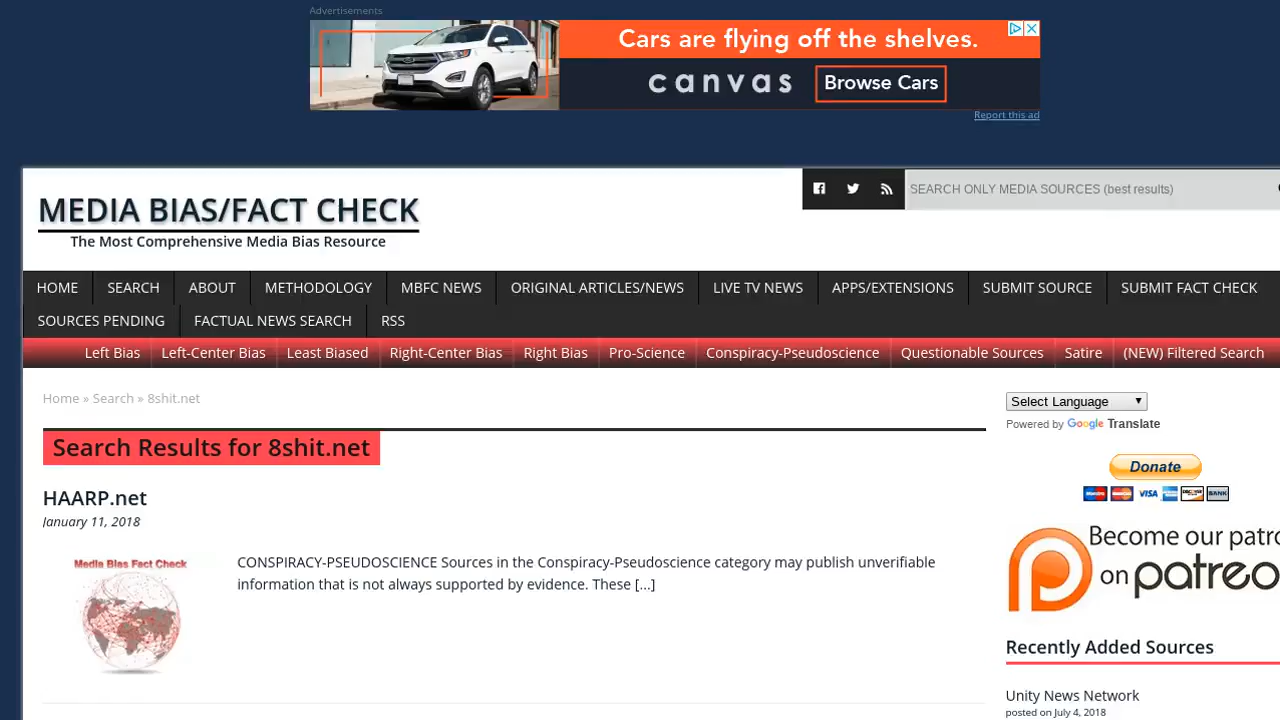 Advertisements
Cars are flying off the shelves.
canvas Browse Cars
Report this ad
SEARCH ONLY MEDIA SOURCES (best results)
MEDIA BIAS/FACT CHECK
The Most Comprehensive Media Bias Resource
HOME SEARCH ABOUT METHODOLOGY MBFC NEWS ORIGINAL ARTICLES/NEWS LIVE TV NEWS APPS/EXTENSIONS SUBMIT SOURCE SUBMIT FACT CHECK
SOURCES PENDING FACTUAL NEWS SEARCH RSS
Left Bias Left-Center Bias Least Biased Right-Center Bias Right Bias Pro-Science Conspiracy-Pseudoscience Questionable Sources Satire (NEW) Filtered Search
Home » Search » 8shit.net
Search Results for 8shit.net
HAARP.net
January 11, 2018
Media Bias Fact Check
CONSPIRACY-PSEUDOSCIENCE Sources in the Conspiracy-Pseudoscience category may publish unverifiable
information that is not always supported by evidence. These [...]
Select Language
Powered by Google Translate
Donate
VISA
BANK
Become our patro
on patreo
Recently Added Sources
Unity News Network
posted on July 4, 2018